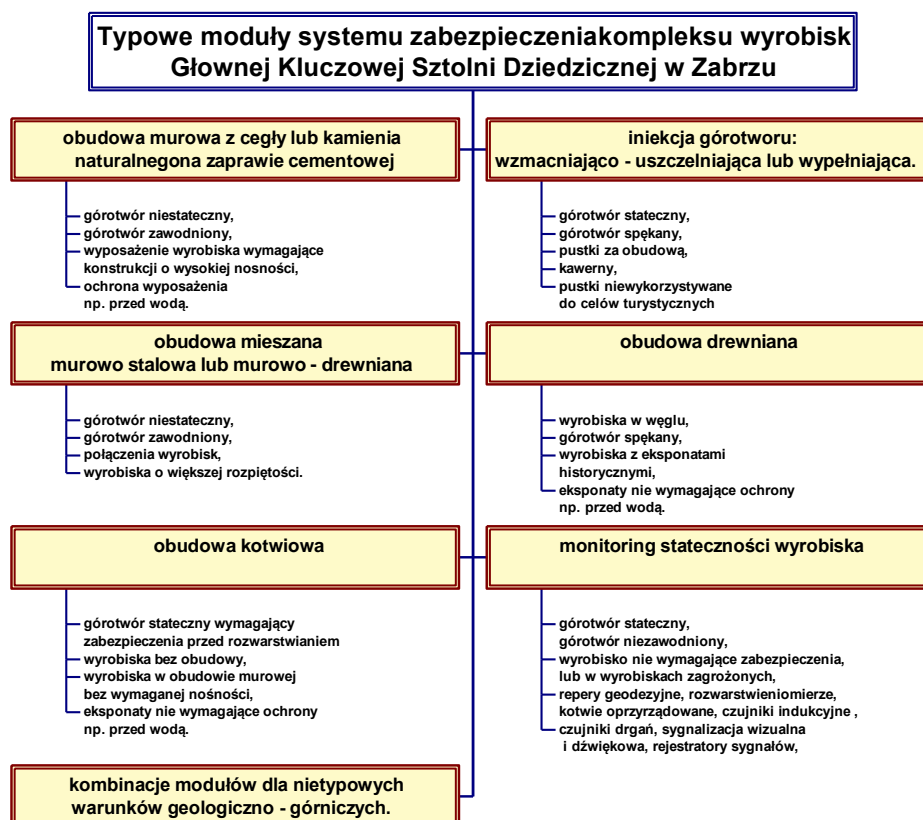 Typowe moduły systemu zabezpieczeniakompleksu wyrobisk
Głownej Kluczowej Sztolni Dziedzicznej w Zabrzu
obudowa murowa z cegły lub kamienia
naturalnegona zaprawie cementowej
górotwór niestateczny,
górotwór zawodniony,
wyposażenie wyrobiska wymagające
konstrukcji o wysokiej nosności,
ochrona wyposażenia
np. przed wodą.
iniekcja górotworu:
wzmacniająco - uszczelniająca lub wypełniająca.
górotwór stateczny,
górotwór spękany,
pustki za obudową,
kawerny,
pustki niewykorzystywane
do celów turystycznych
obudowa mieszana
murowo stalowa lub murowo - drewniana
górotwór niestateczny,
górotwór zawodniony,
połączenia wyrobisk,
wyrobiska o większej rozpiętości.
obudowa drewniana
wyrobiska w węglu,
górotwór spękany,
wyrobiska z eksponatami
historycznymi,
eksponaty nie wymagające ochrony
np. przed wodą.
obudowa kotwiowa
górotwór stateczny wymagający
zabezpieczenia przed rozwarstwianiem
wyrobiska bez obudowy,
wyrobiska w obudowie murowej
bez wymaganej nośności,
eksponaty nie wymagające ochrony
np. przed wodą.
monitoring stateczności wyrobiska
górotwór stateczny,
górotwór niezawodniony,
wyrobisko nie wymagające zabezpieczenia,
lub w wyrobiskach zagrożonych,
repery geodezyjne, rozwarstwieniomierze,
kotwie oprzyrządowane, czujniki indukcyjne ,
czujniki drgań, sygnalizacja wizualna
i dźwiękowa, rejestratory sygnałów,
kombinacje modułów dla nietypowych
warunków geologiczno - górniczych.